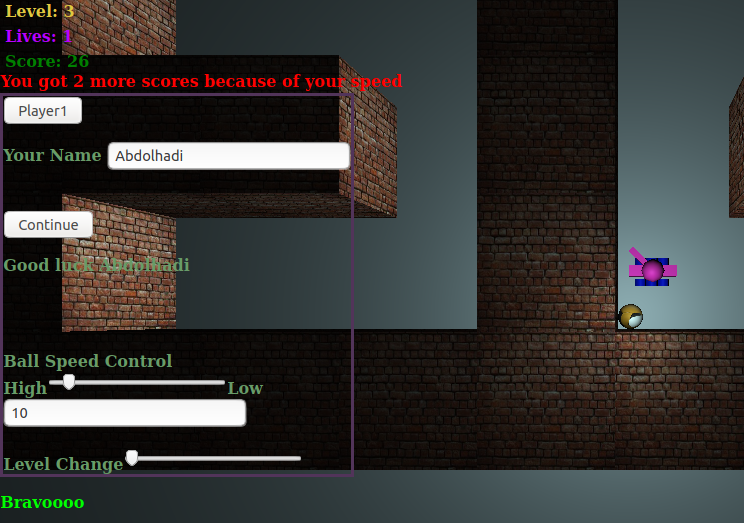 Level: 3
Lives: 1
Score: 26
You got 2 more scores because of your speed
Player1
Your Name Abdolhadi
Continue
Good luck Abdolhadi
Ball Speed Control
High Low
10
Level Change
Bravoooo